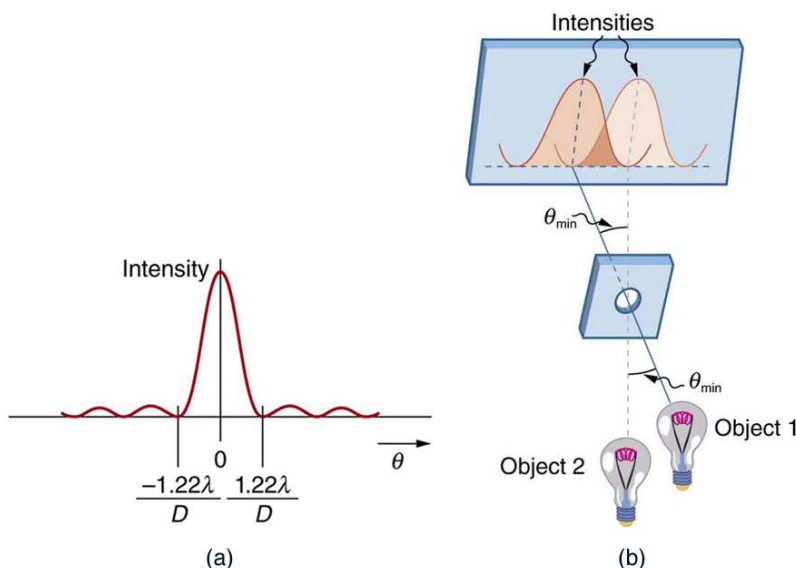 Intensities
θmin
θmin
Object 1
Object 2
Intensity
0
θ
−1.22λ
D
1.22λ
D
(a)
(b)